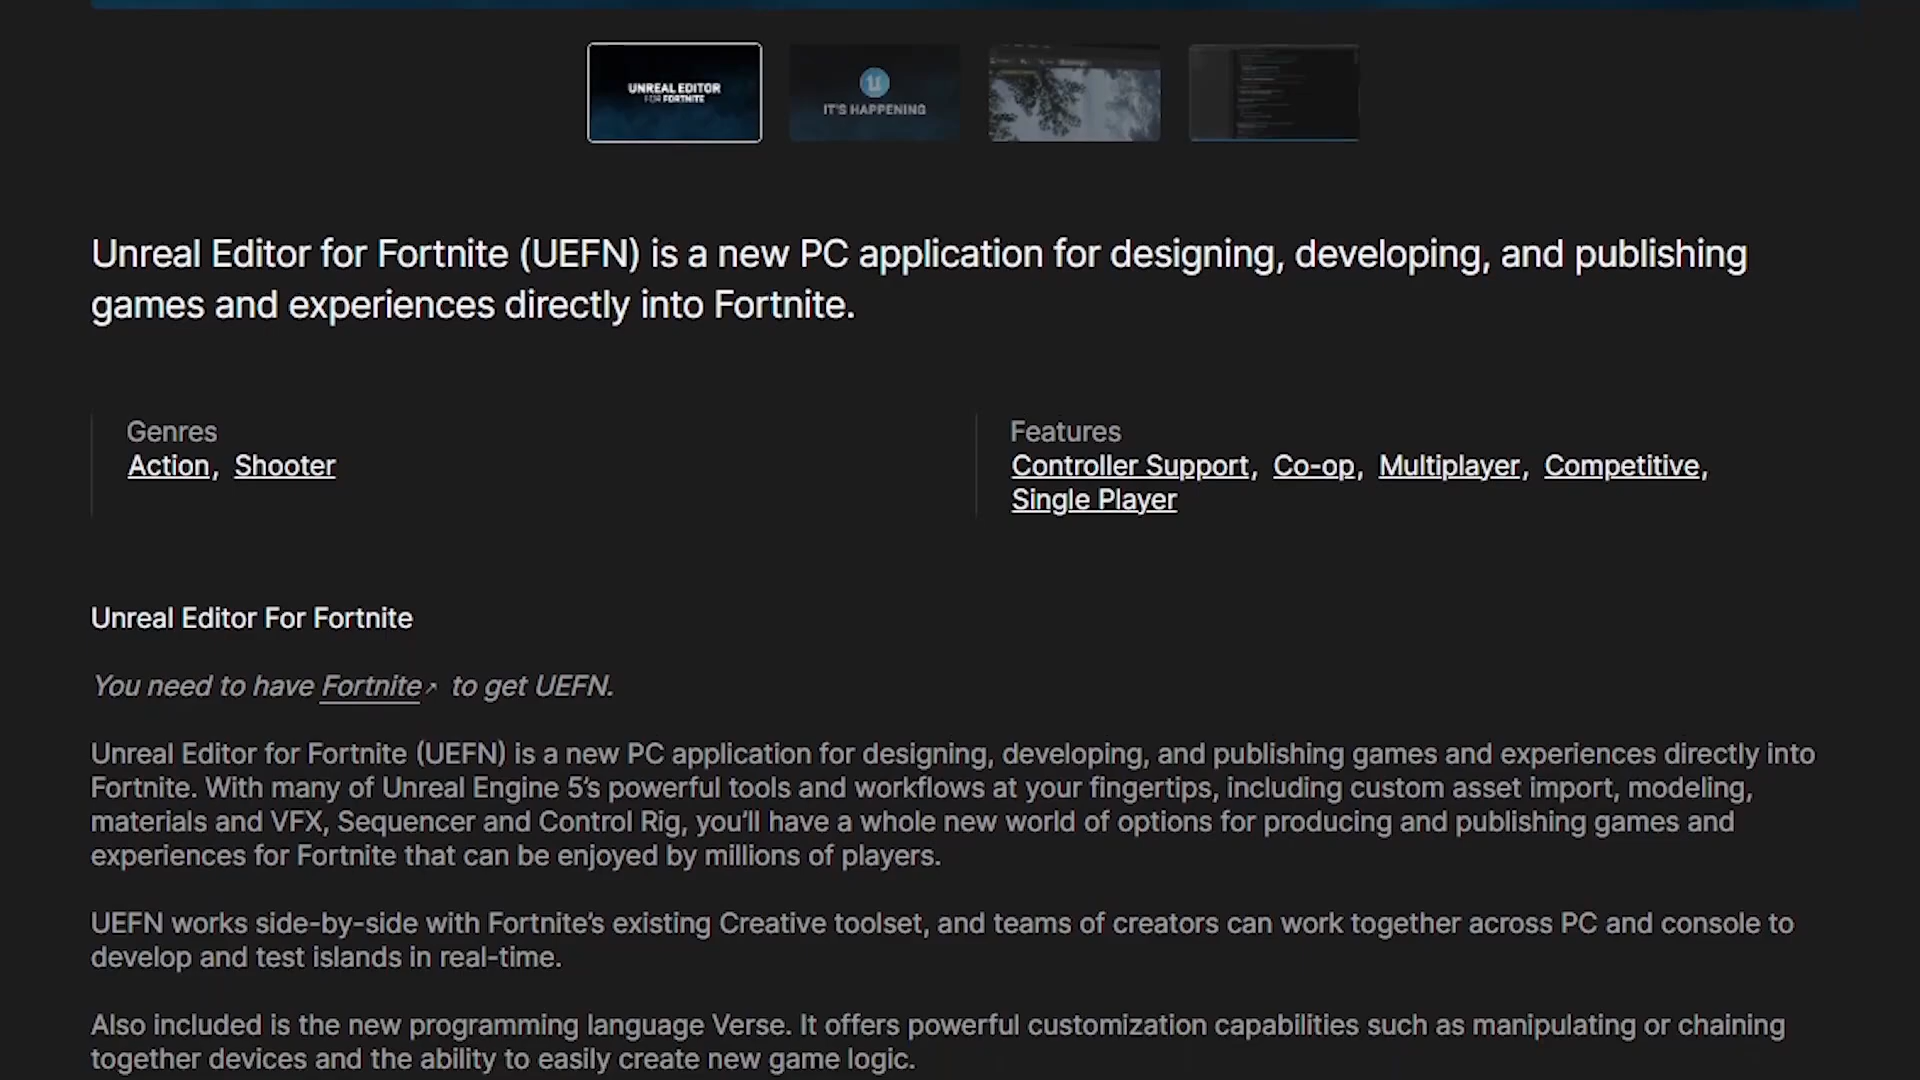 UNREAL EDITOR
FOR FORTNITE
IT'S HAPPENING
Unreal Editor for Fortnite (UEFN) is a new PC application for designing, developing, and publishing
games and experiences directly into Fortnite.
Genres
Action, Shooter
Features
Controller Support, Co-op, Multiplayer, Competitive,
Single Player
Unreal Editor For Fortnite
You need to have Fortnite↗ to get UEFN.
Unreal Editor for Fortnite (UEFN) is a new PC application for designing, developing, and publishing games and experiences directly into
Fortnite. With many of Unreal Engine 5’s powerful tools and workflows at your fingertips, including custom asset import, modeling,
materials and VFX, Sequencer and Control Rig, you’ll have a whole new world of options for producing and publishing games and
experiences for Fortnite that can be enjoyed by millions of players.
UEFN works side-by-side with Fortnite’s existing Creative toolset, and teams of creators can work together across PC and console to
develop and test islands in real-time.
Also included is the new programming language Verse. It offers powerful customization capabilities such as manipulating or chaining
together devices and the ability to easily create new game logic.